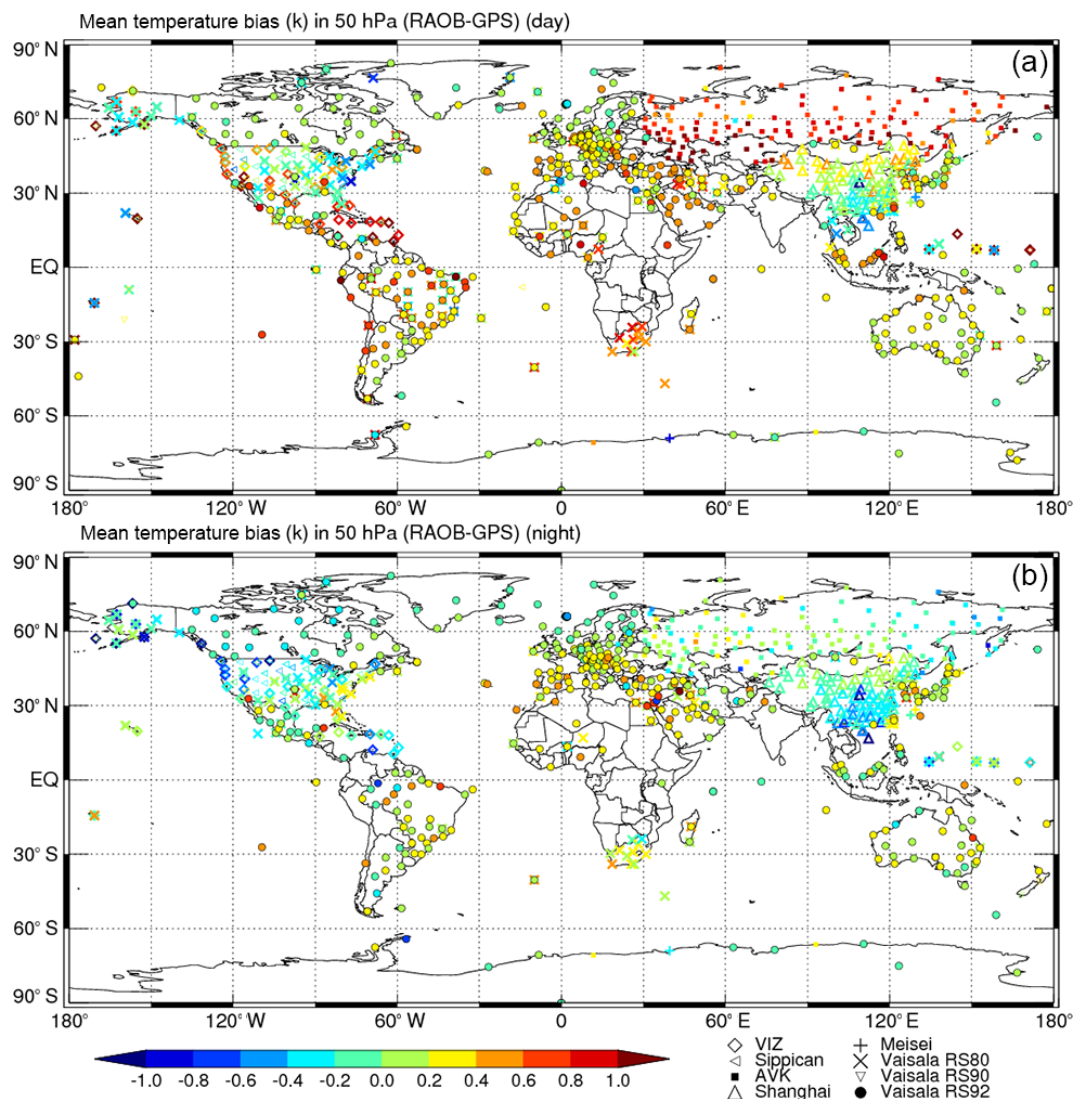 Mean temperature bias (k) in 50 hPa (RAOB-GPS) (day)
90° N
(a)
60° N
30° N
EQ
30° S
60° S
90° S
180° 120° W 60° W 0 60° E 120° E 180°
Mean temperature bias (k) in 50 hPa (RAOB-GPS) (night)
90° N
(b)
60° N
30° N
EQ
30° S
60° S
90° S
180° 120° W 60° W 0 60° E 120° E 180°
-1.0 -0.8 -0.6 -0.4 -0.2 0.0 0.2 0.4 0.6 0.8 1.0
VIZ
Sippican
AVK
Shanghai
Meisei
Vaisala RS80
Vaisala RS90
Vaisala RS92